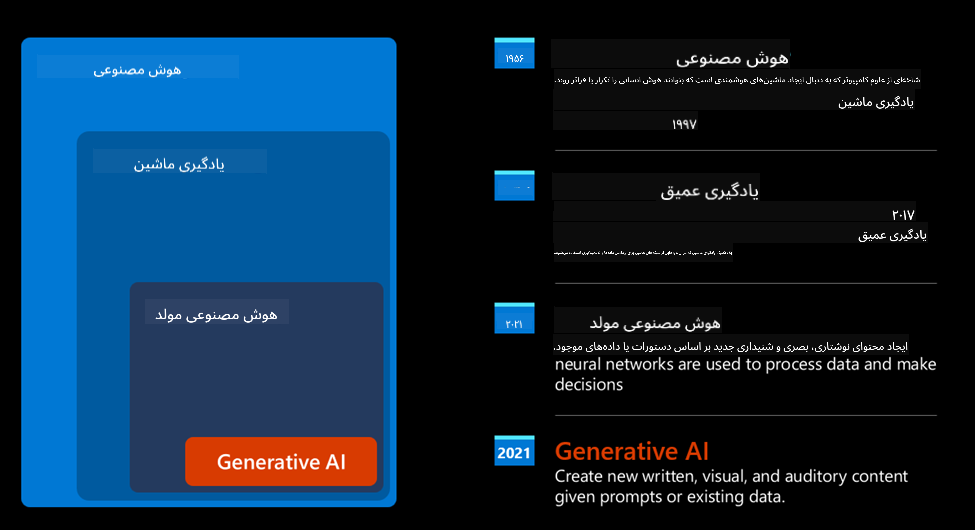 هوش مصنوعی
یادگیری ماشین
هوش مصنوعی مولد
Generative AI
۱۹۵۶
هوش مصنوعی
شاخه‌ای از علوم کامپیوتر که به دنبال ایجاد ماشین‌های هوشمندی است که بتوانند هوش انسانی را تکرار یا فراتر روند.
یادگیری ماشین
۱۹۹۷
یادگیری عمیق
۲۰۱۷
یادگیری عمیق
۲۰۲۱
هوش مصنوعی مولد
ایجاد محتوای نوشتاری، بصری و شنیداری جدید بر اساس دستورات یا داده‌های موجود.
neural networks are used to process data and make
decisions
2021
Generative AI
Create new written, visual, and auditory content
given prompts or existing data.